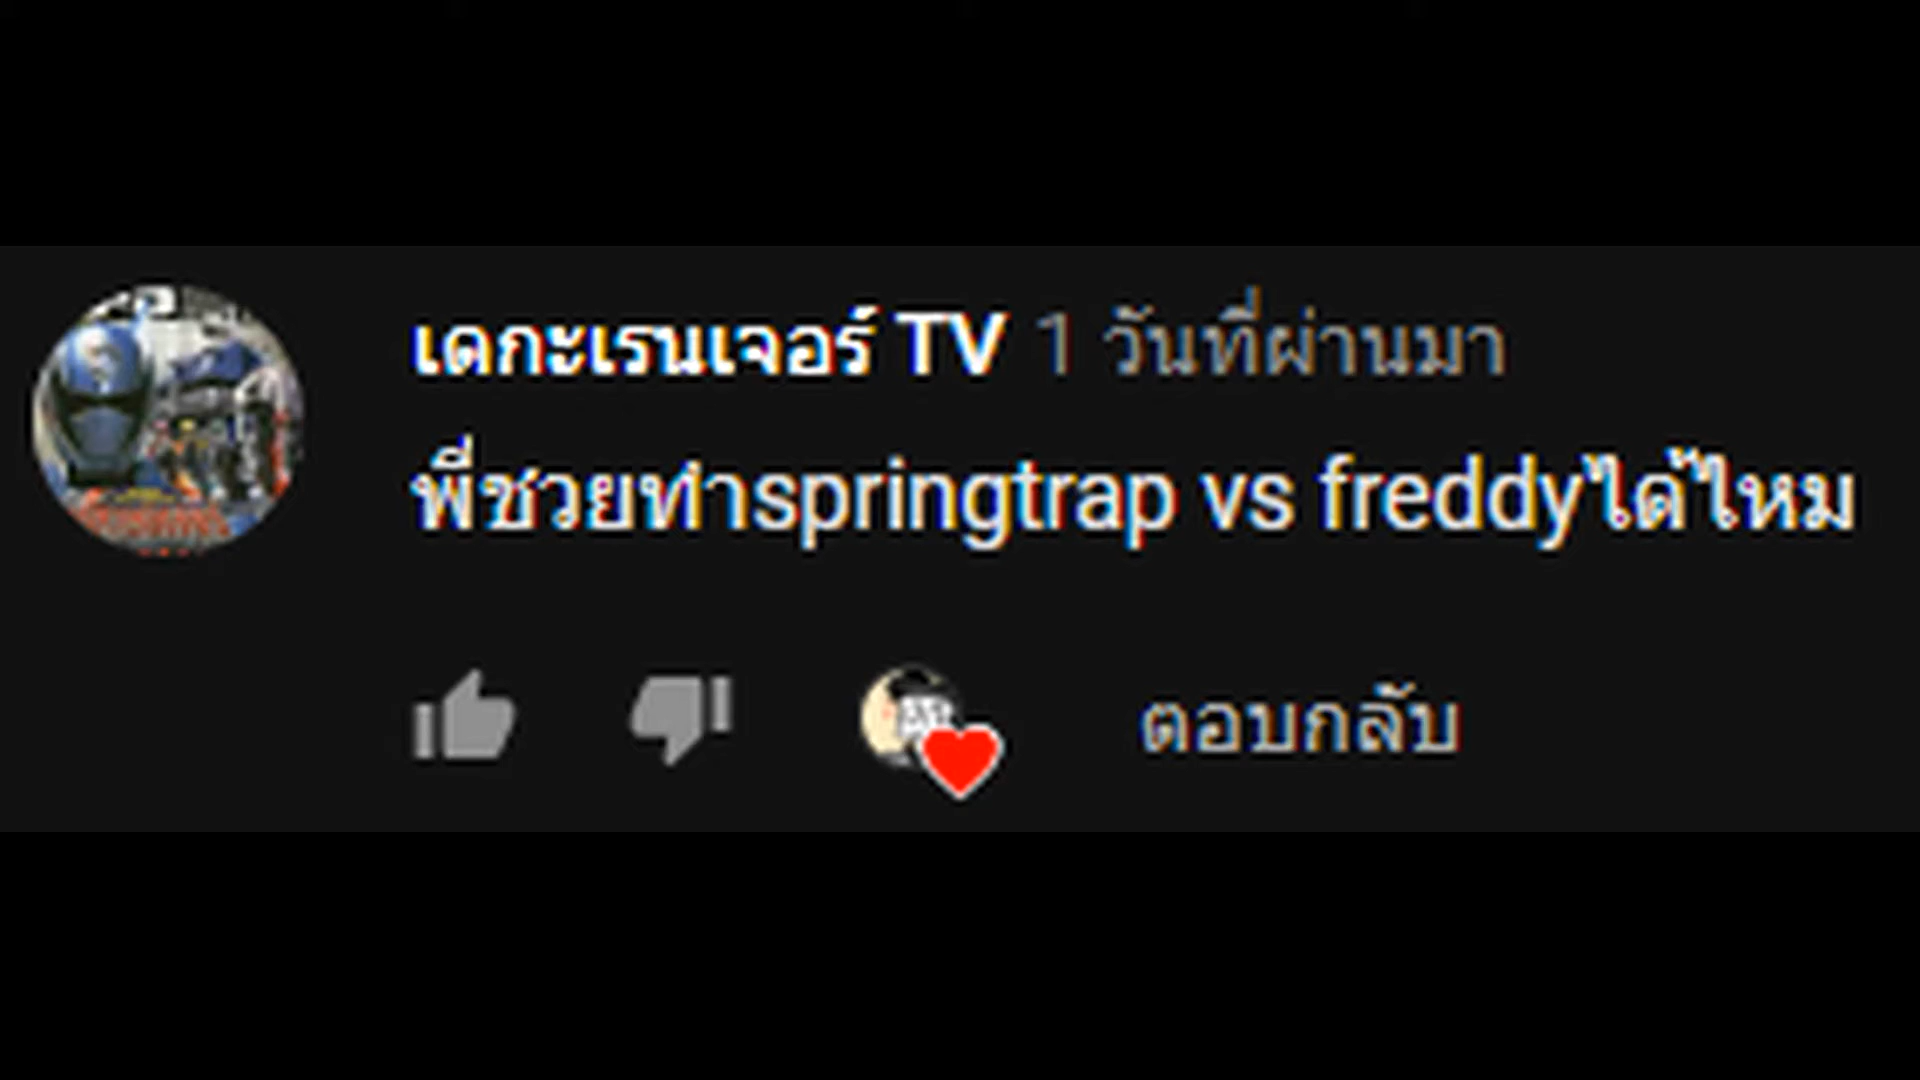 เดกะเรนเจอร์ TV 1 วันที่ผ่านมา
พี่ชวยทำspringtrap vs freddyได้ไหม
ตอบกลับ